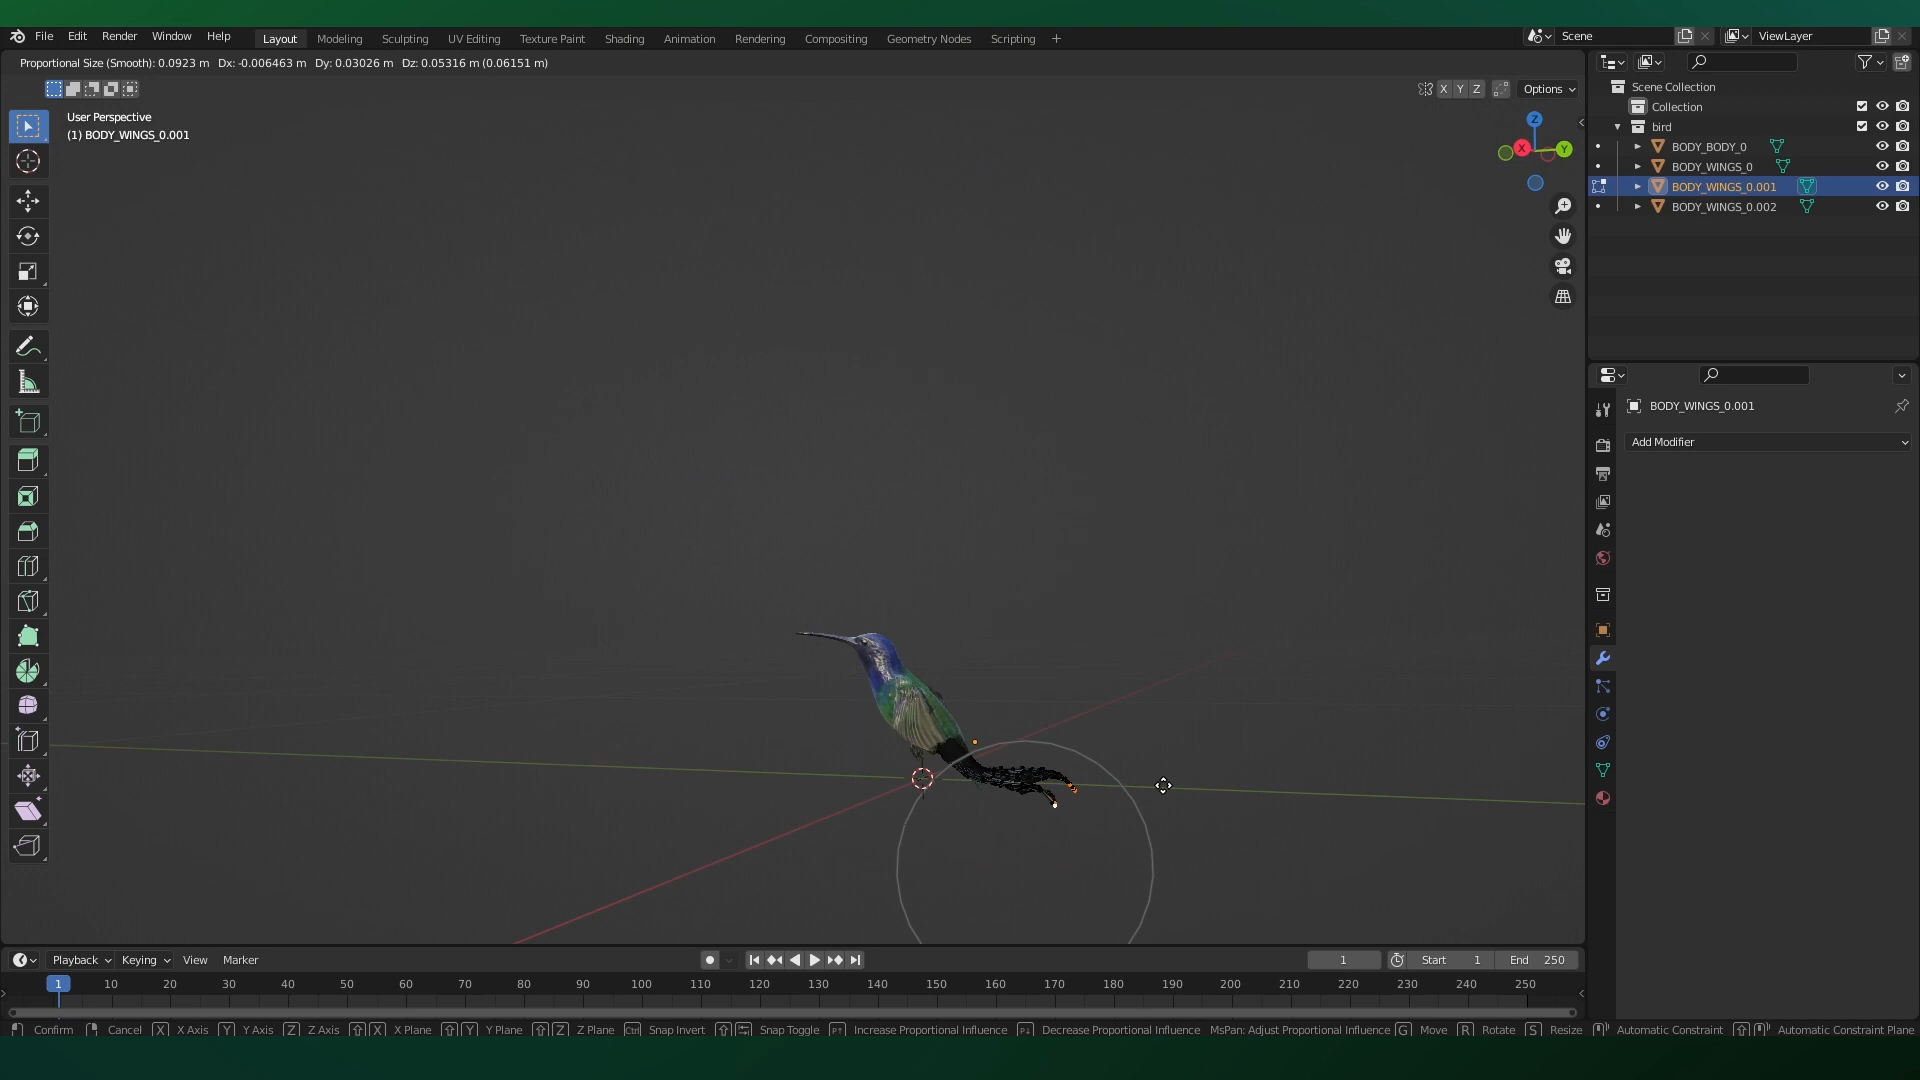 File Edit Render Window Help Layout Modeling Sculpting UV Editing Texture Paint Shading Animation Rendering Compositing Geometry Nodes Scripting + Scene ViewLayer
Proportional Size (Smooth): 0.0923 m Dx: -0.006463 m Dy: 0.03026 m Dz: 0.05316 m (0.06151 m)
X Y Z Options
User Perspective
(1) BODY_WINGS_0.001
Z
X
Y
Scene Collection
Collection
bird
BODY_BODY_0
BODY_WINGS_0
BODY_WINGS_0.001
BODY_WINGS_0.002
BODY_WINGS_0.001
Add Modifier
Playback Keying View Marker 1 Start 1 End 250
1 10 20 30 40 50 60 70 80 90 100 110 120 130 140 150 160 170 180 190 200 210 220 230 240 250
Confirm Cancel X X Axis Y Y Axis Z Z Axis X X Plane Y Y Plane Z Z Plane Ctrl Snap Invert Snap Toggle Increase Proportional Influence Decrease Proportional Influence MsPan: Adjust Proportional Influence G Move R Rotate S Resize Automatic Constraint Automatic Constraint Plane